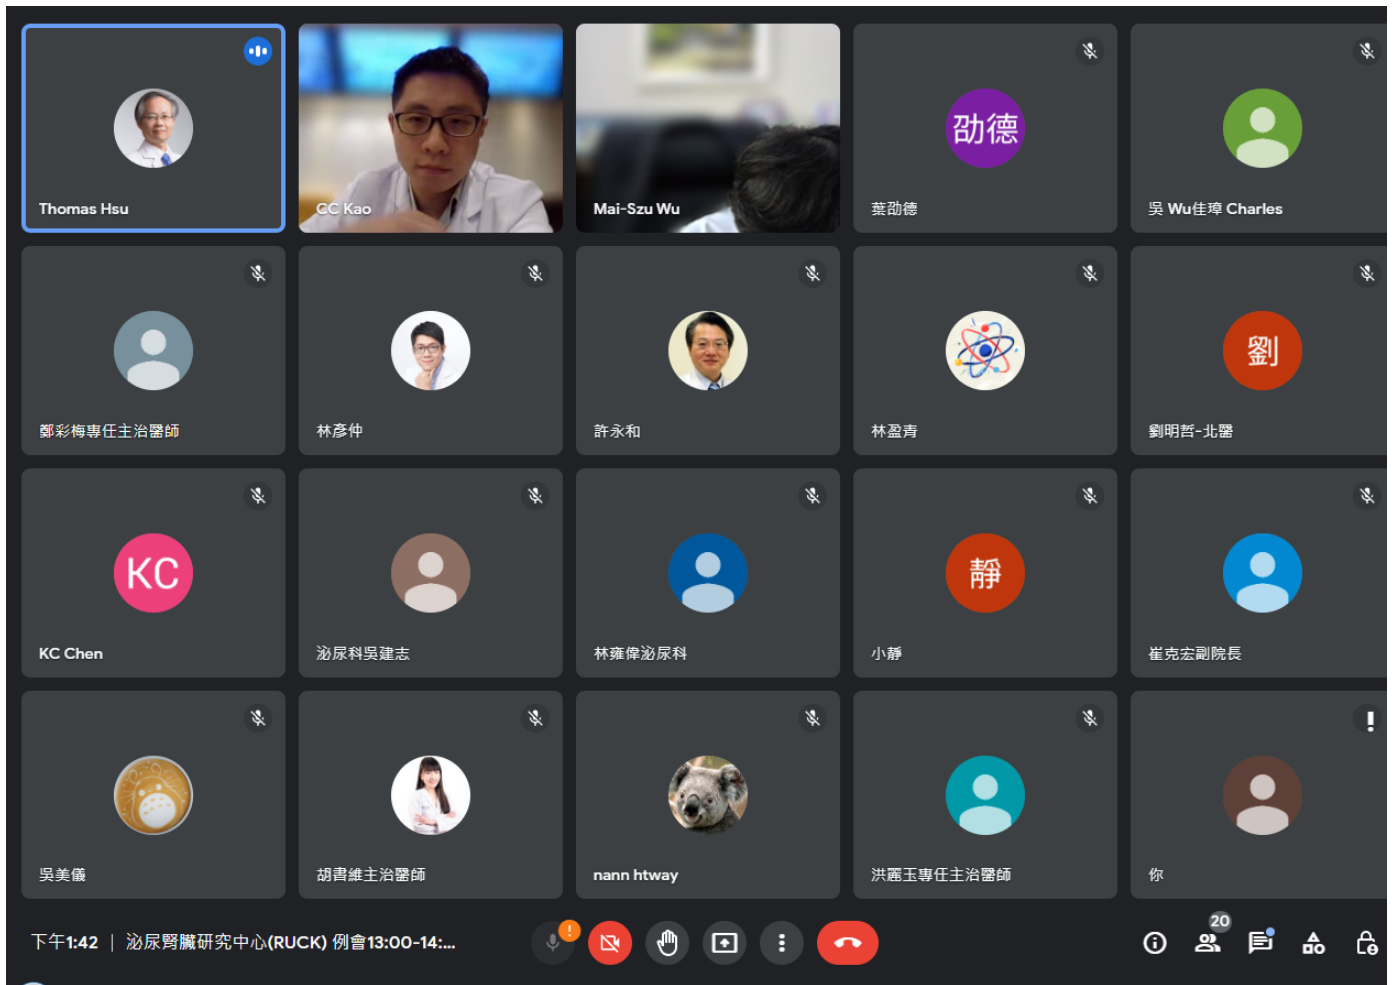 Thomas Hsu
CC Kao
Mai-Szu Wu
劭德
葉劭德
吳 Wu佳璋 Charles
鄭彩梅專任主治醫師
林彥仲
許永和
林盈青
劉
劉明哲-北醫
KC
KC Chen
泌尿科吳建志
林雍偉泌尿科
靜
小靜
崔克宏副院長
吳美儀
胡書維主治醫師
nann htway
洪麗玉專任主治醫師
你
下午1:42 | 泌尿腎臟研究中心(RUCK) 例會13:00-14:...
20